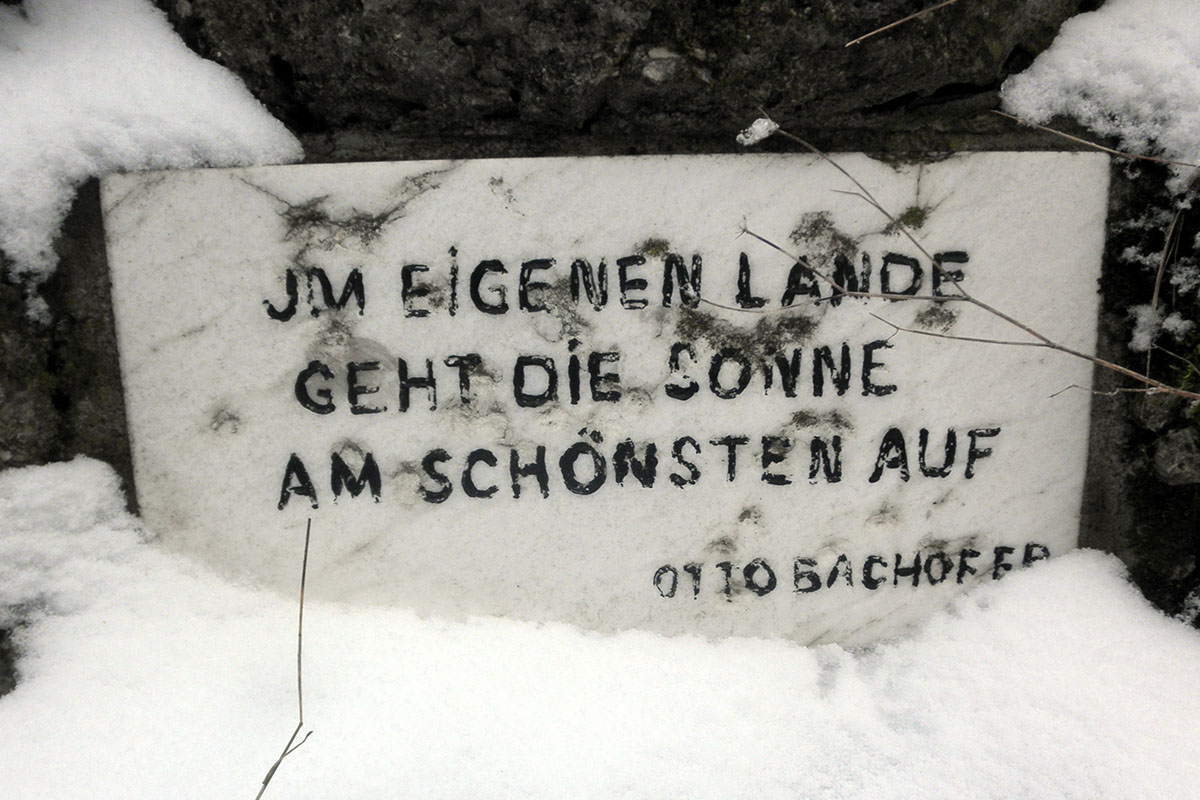 JM EiGENEN LANDE
GEHT DiE SONNE
AM SCHÖNSTEN AUF
OTTO BACHOFER